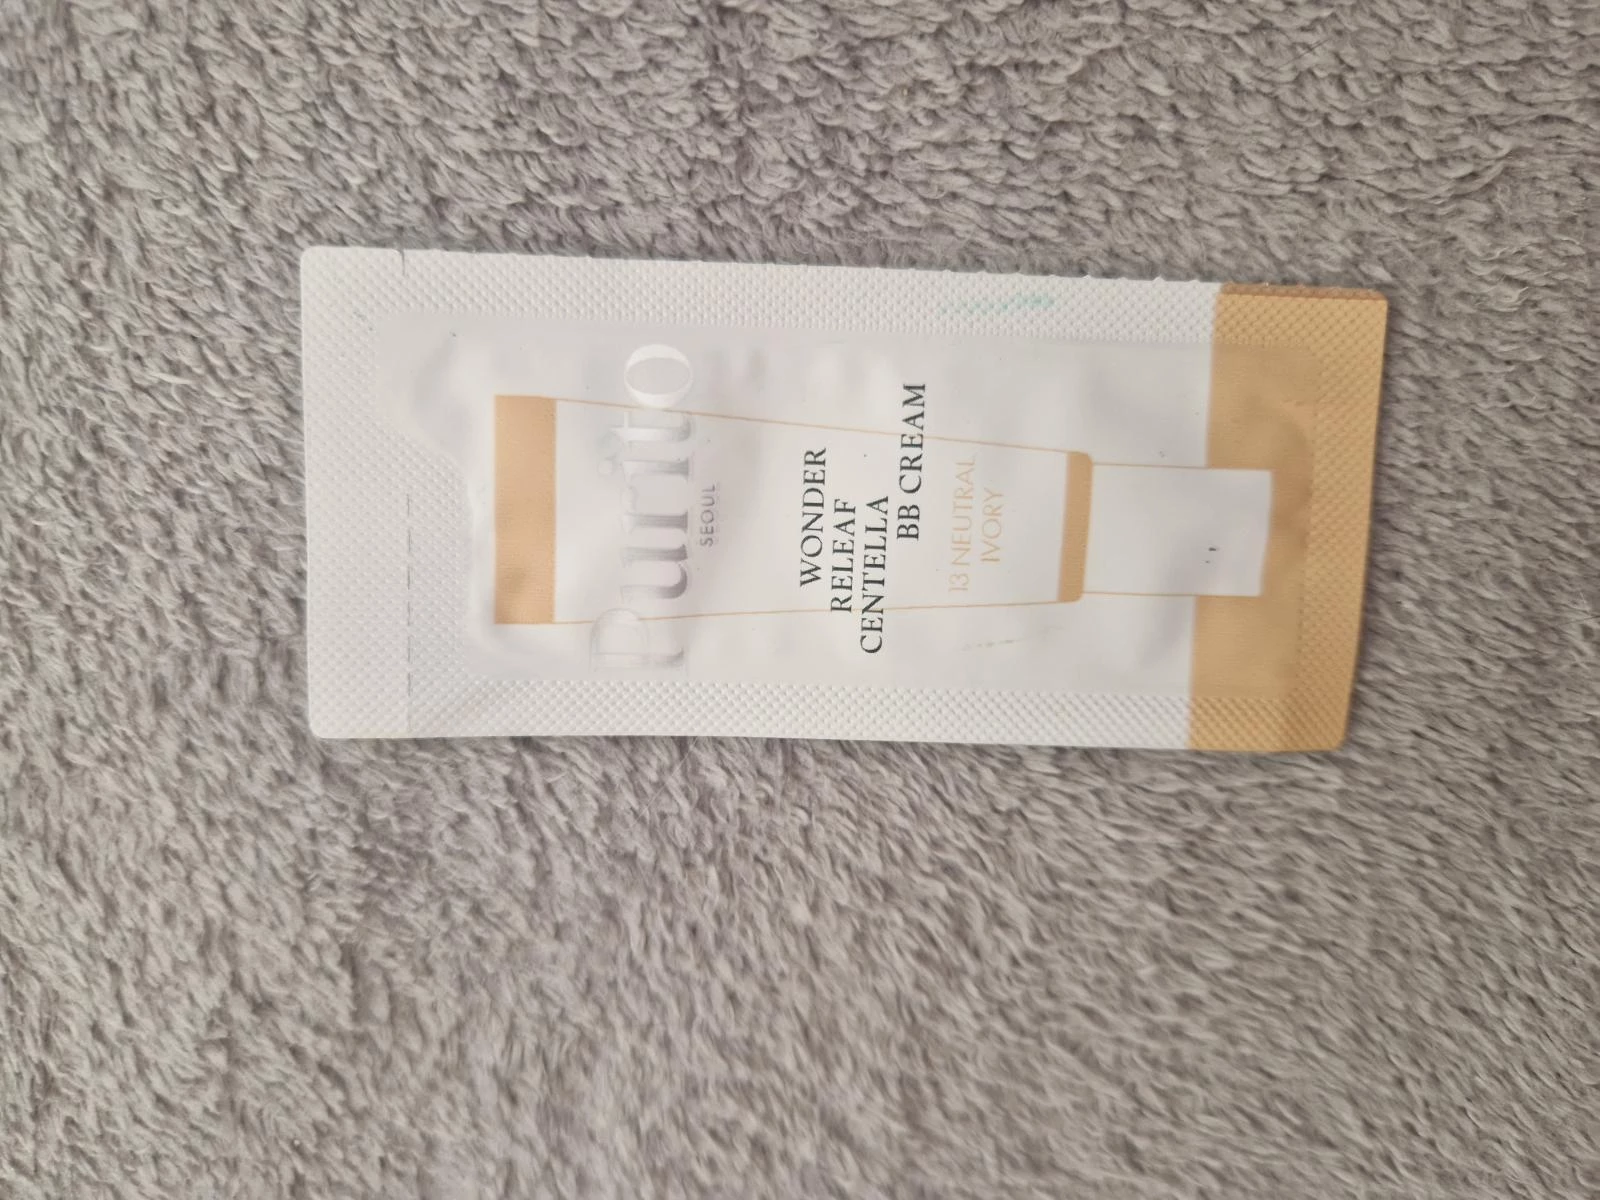 Purito
SEOUL
WONDER
RELEAF
CENTELLA
BB CREAM
13 NEUTRAL
IVORY